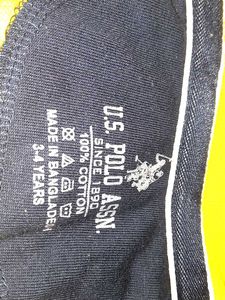 U.S. POLO ASSN.
SINCE 1890
100% COTTON
MADE IN BANGLADESH
3-4 YEARS